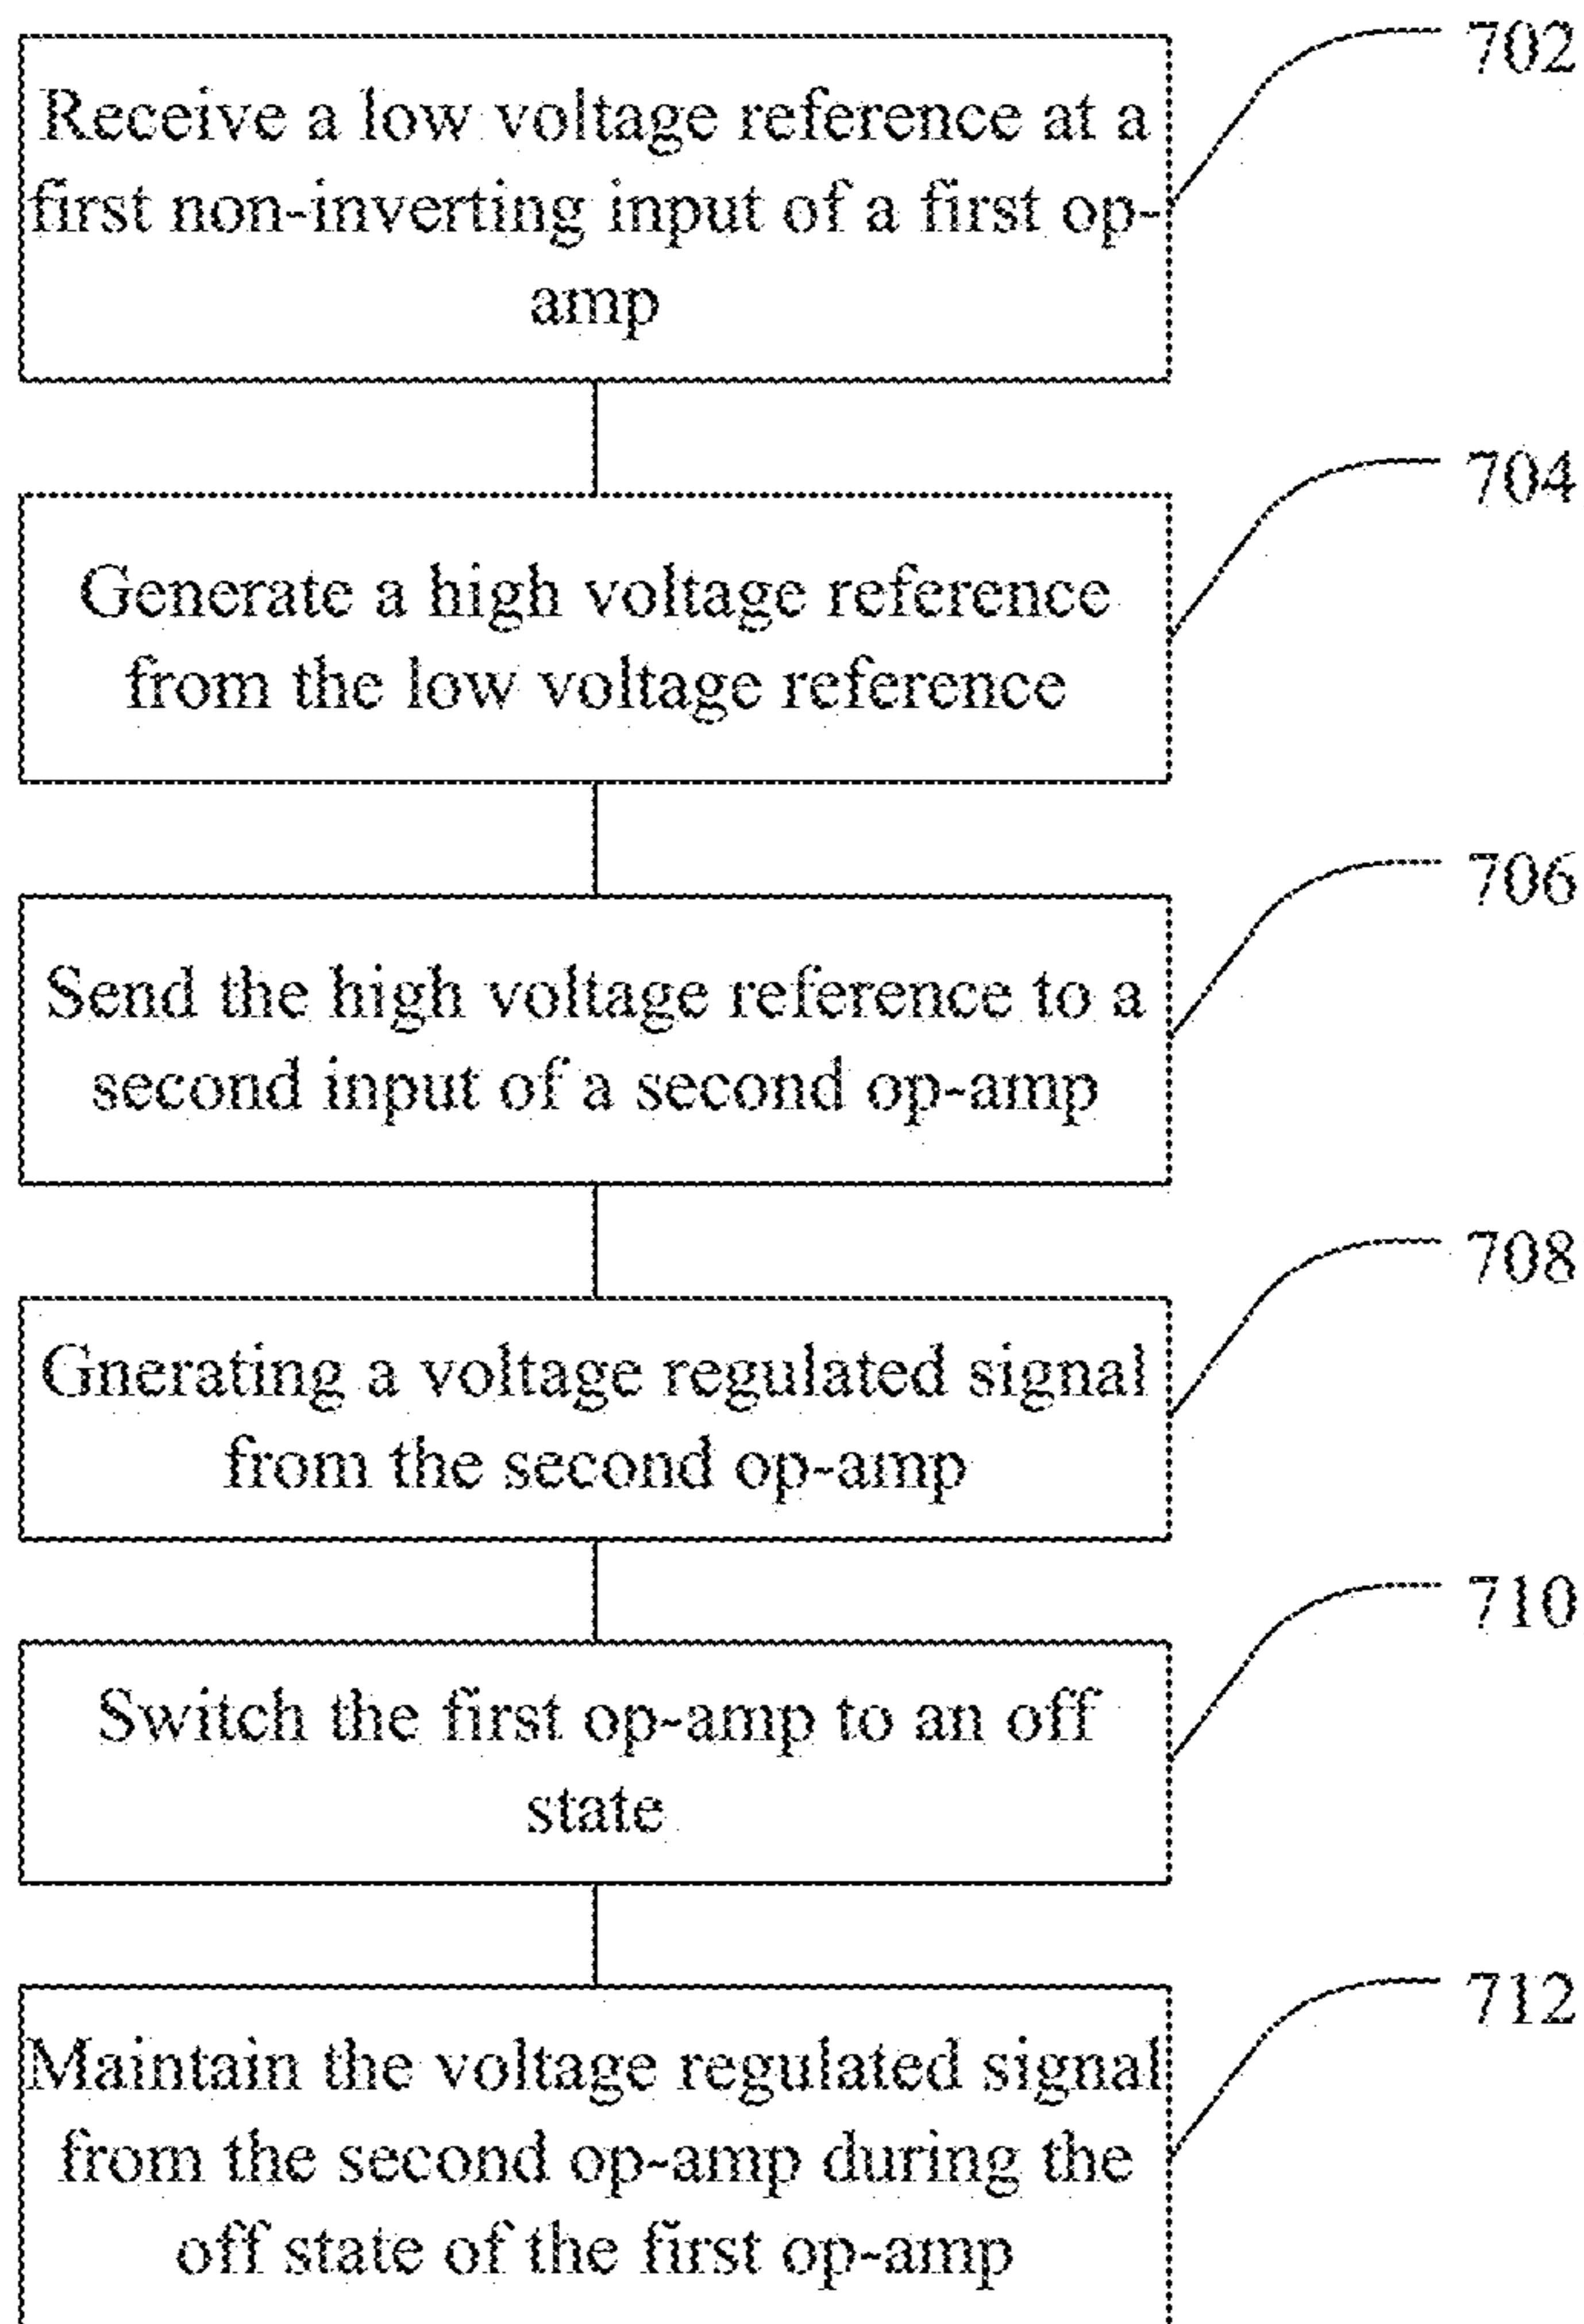 702
Receive a low voltage reference at a
first non-inverting input of a first op-
amp
704
Generate a high voltage reference
from the low voltage reference
706
Send the high voltage reference to a
second input of a second op-amp
708
Gnerating a voltage regulated signal
from the second op-amp
710
Switch the first op-amp to an off
state
712
Maintain the voltage regulated signal
from the second op-amp during the
off state of the first op-amp